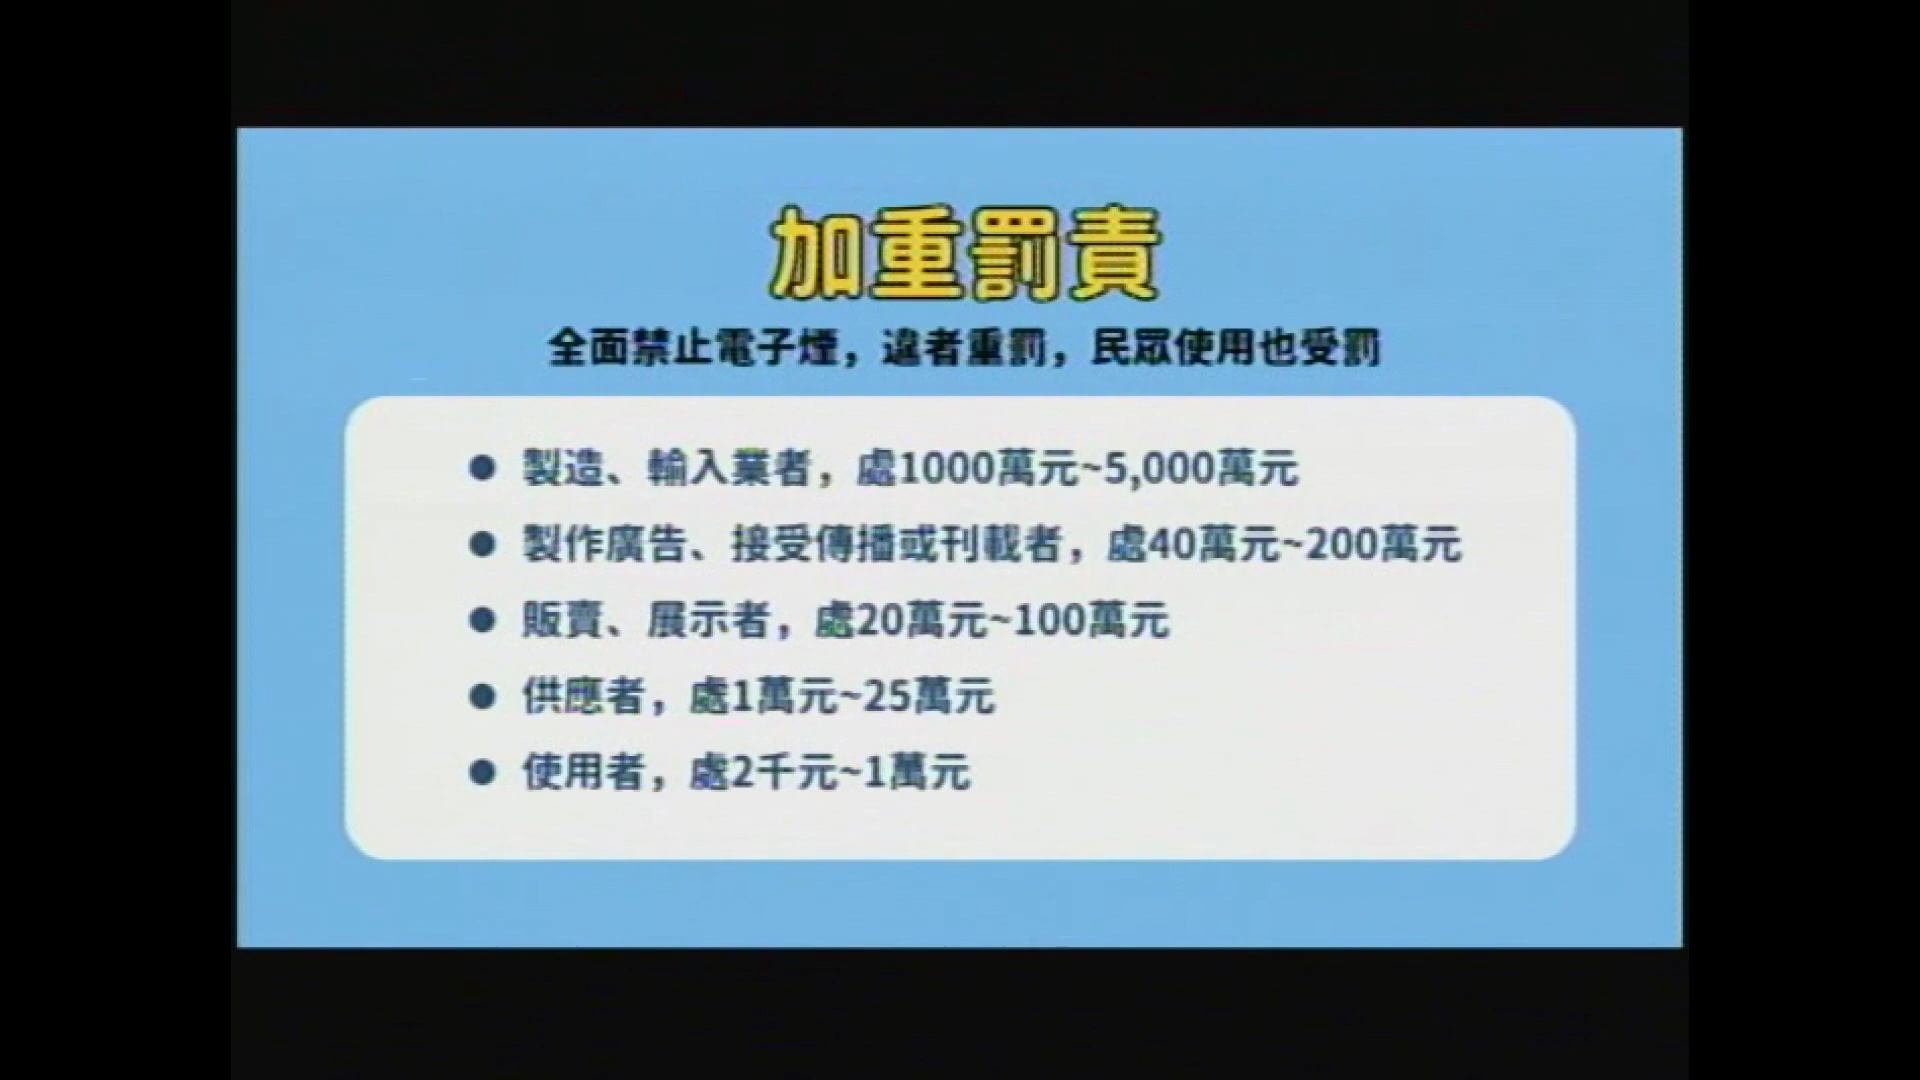 加重罰責
全面禁止電子煙，違者重罰，民眾使用也受罰
● 製造、輸入業者，處1000萬元~5,000萬元
● 製作廣告、接受傳播或刊載者，處40萬元~200萬元
● 販賣、展示者，處20萬元~100萬元
● 供應者，處1萬元~25萬元
● 使用者，處2千元~1萬元